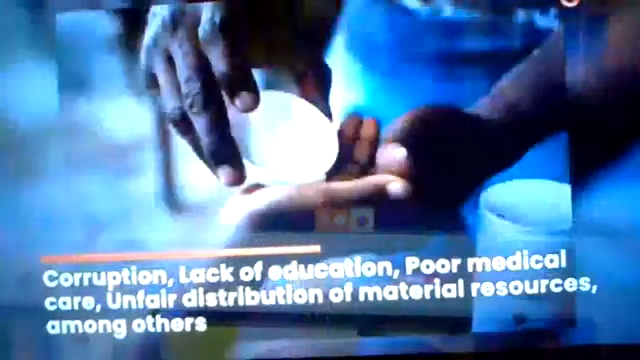 Corruption, Lack of education, Poor medical
care, Unfair distribution of material resources,
among others